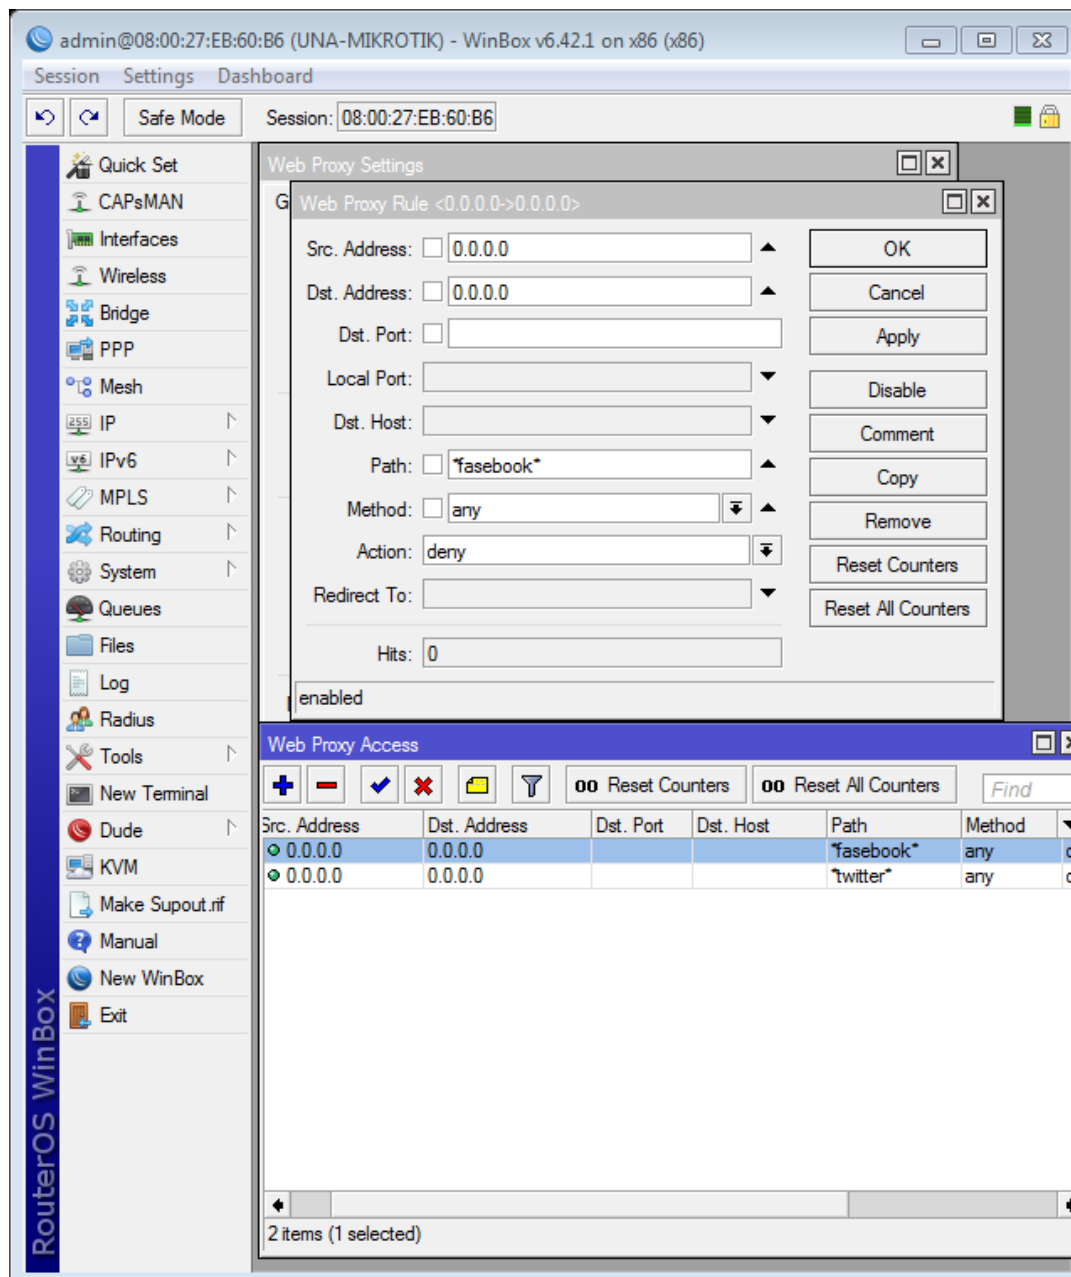 admin@08:00:27:EB:60:B6 (UNA-MIKROTIK) - WinBox v6.42.1 on x86 (x86)
Session Settings Dashboard
Safe Mode Session: 08:00:27:EB:60:B6
Quick Set
CAPsMAN
Interfaces
Wireless
Bridge
PPP
Mesh
IP
IPv6
MPLS
Routing
System
Queues
Files
Log
Radius
Tools
New Terminal
Dude
KVM
Make Supout.rif
Manual
New WinBox
Exit
RouterOS WinBox
Web Proxy Settings
G
Web Proxy Rule <0.0.0.0->0.0.0.0>
Src. Address: 0.0.0.0
Dst. Address: 0.0.0.0
Dst. Port:
Local Port:
Dst. Host:
Path: *fasebook*
Method: any
Action: deny
Redirect To:
Hits: 0
enabled
OK
Cancel
Apply
Disable
Comment
Copy
Remove
Reset Counters
Reset All Counters
Web Proxy Access
00 Reset Counters 00 Reset All Counters Find
Src. Address Dst. Address Dst. Port Dst. Host Path Method
0.0.0.0 0.0.0.0 *fasebook* any
0.0.0.0 0.0.0.0 *twitter* any
2 items (1 selected)